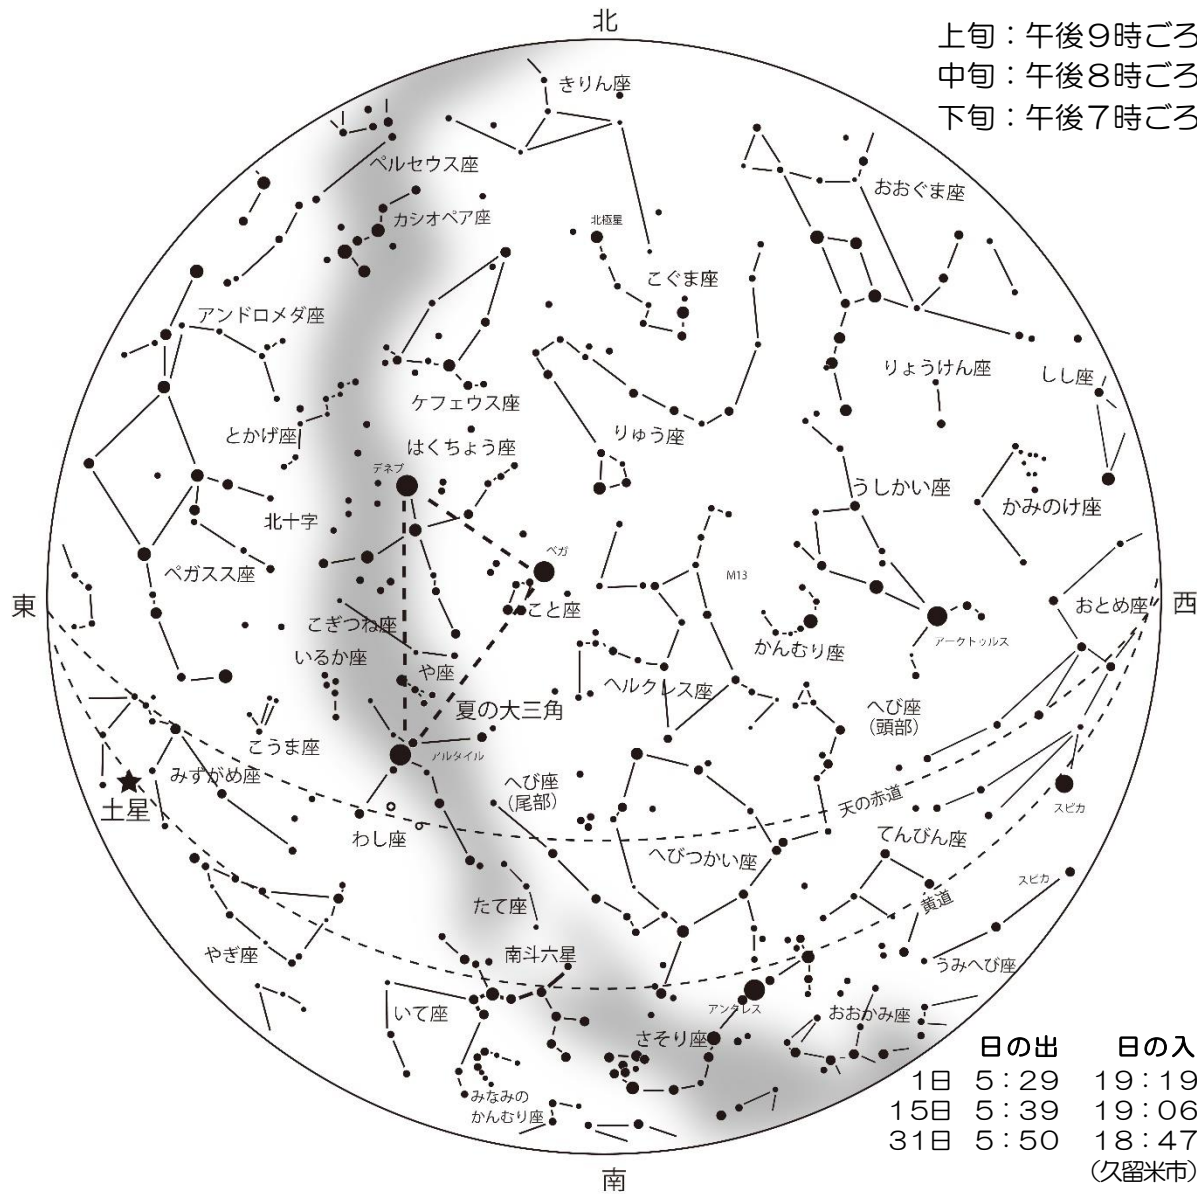 北
上旬：午後９時ごろ
中旬：午後８時ごろ
下旬：午後７時ごろ
きりん座
ペルセウス座
おおぐま座
カシオペア座
北極星
こぐま座
アンドロメダ座
りょうけん座
しし座
ケフェウス座
とかげ座
はくちょう座
りゅう座
デネブ
うしかい座
かみのけ座
北十字
ベガ
M13
ペガスス座
東
こと座
おとめ座
西
こぎつね座
かんむり座
アークトゥルス
いるか座
や座
ヘルクレス座
へび座
（頭部）
夏の大三角
こうま座
アルタイル
みずがめ座
へび座
（尾部）
土星
天の赤道
スピカ
わし座
てんびん座
へびつかい座
スピカ
黄道
たて座
やぎ座
南斗六星
うみへび座
いて座
アンタレス
おおかみ座
さそり座
みなみの
かんむり座
南
日の出 日の入
1日 5：29 19：19
15日 5：39 19：06
31日 5：50 18：47
（久留米市）